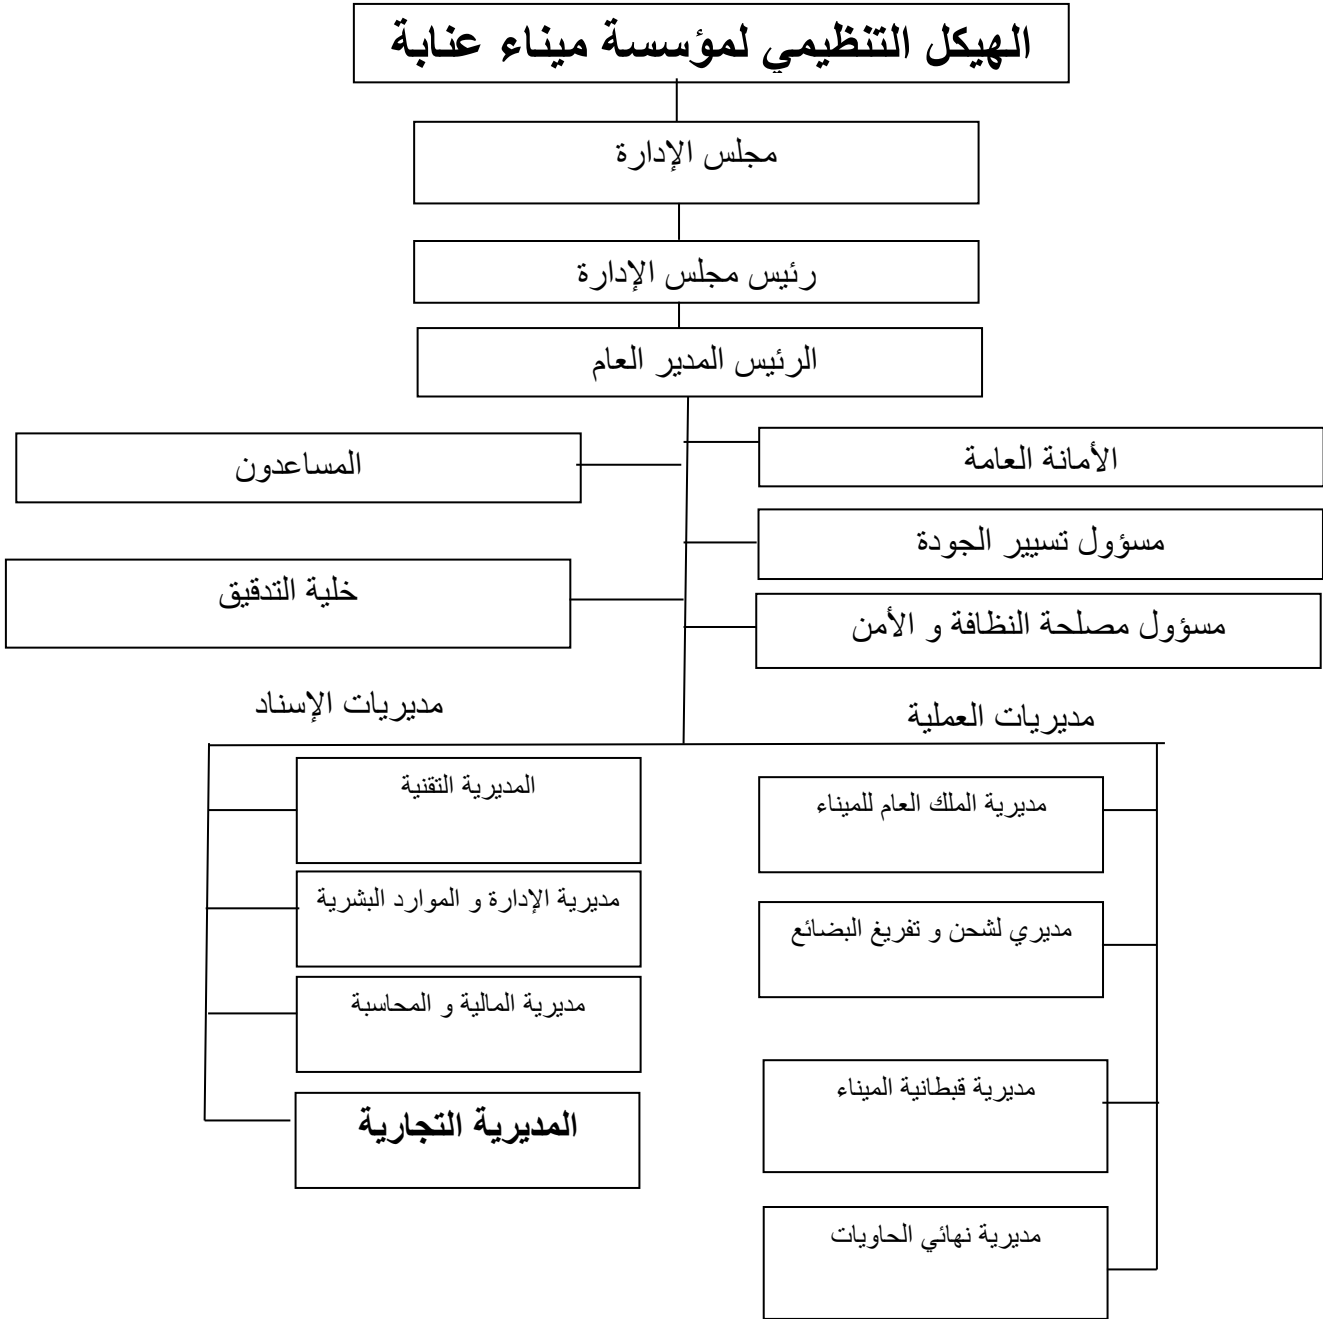 الهيكل التنظيمي لمؤسسة ميناء عنابة
مجلس الإدارة
رئيس مجلس الإدارة
الرئيس المدير العام
الأمانة العامة
المساعدون
مسؤول تسيير الجودة
خلية التدقيق
مسؤول مصلحة النظافة و الأمن
مديريات العملية
مديريات الإسناد
مديرية الملك العام للميناء
مديري لشحن و تفريغ البضائع
مديرية قبطانية الميناء
مديرية نهائي الحاويات
المديرية التقنية
مديرية الإدارة و الموارد البشرية
مديرية المالية و المحاسبة
المديرية التجارية